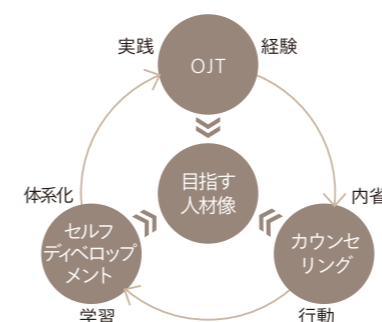 実践
経験
OJT
目指す
人材像
体系化
内省
セルフ
ディベロップ
メント
カウンセ
リング
学習
行動